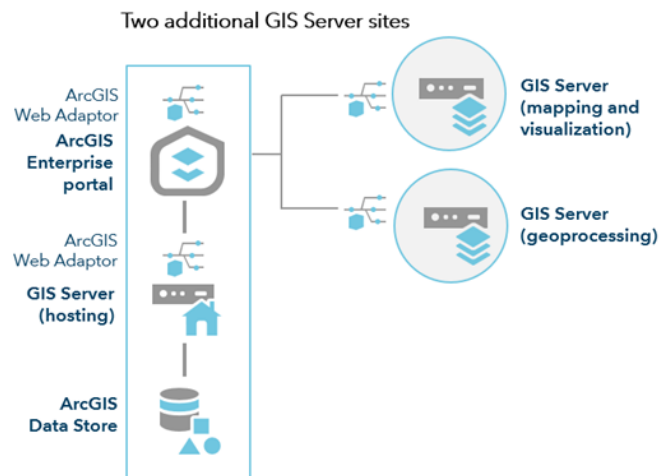 Two additional GIS Server sites
ArcGIS
Web Adaptor
ArcGIS
Enterprise
portal
ArcGIS
Web Adaptor
GIS Server
(hosting)
ArcGIS
Data Store
GIS Server
(mapping and
visualization)
GIS Server
(geoprocessing)